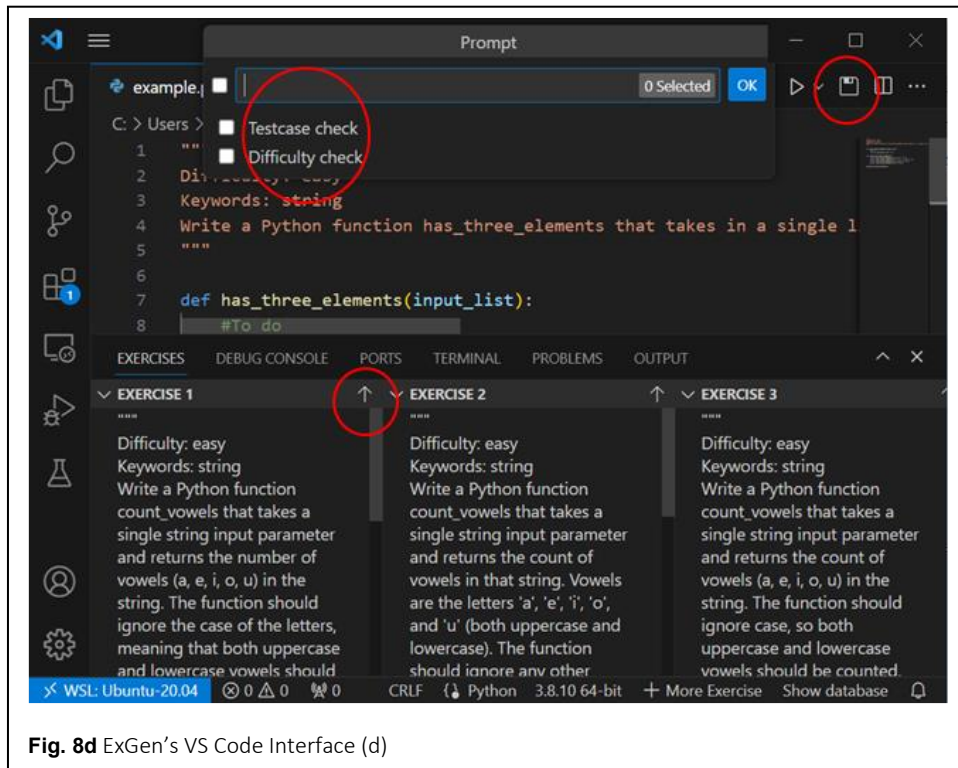 Prompt
example.
0 Selected
OK
C: > Users >
Testcase check
Difficulty check
1 """
2
3 Keywords: string
4 Write a Python function has_three_elements that takes in a single l
5 """
6
7 def has_three_elements(input_list):
8 #To do
EXERCISES DEBUG CONSOLE PORTS TERMINAL PROBLEMS OUTPUT
EXERCISE 1
"""
Difficulty: easy
Keywords: string
Write a Python function
count_vowels that takes a
single string input parameter
and returns the number of
vowels (a, e, i, o, u) in the
string. The function should
ignore the case of the letters,
meaning that both uppercase
and lowercase vowels should
EXERCISE 2
"""
Difficulty: easy
Keywords: string
Write a Python function
count_vowels that takes a
single string input parameter
and returns the count of
vowels in that string. Vowels
are the letters 'a', 'e', 'i', 'o',
and 'u' (both uppercase and
lowercase). The function
should ignore any other
EXERCISE 3
"""
Difficulty: easy
Keywords: string
Write a Python function
count_vowels that takes a
single string input parameter
and returns the count of
vowels (a, e, i, o, u) in the
string. The function should
ignore case, so both
uppercase and lowercase
vowels should be counted.
1
WSL: Ubuntu-20.04 0 0 0 CRLF Python 3.8.10 64-bit + More Exercise Show database
Fig. 8d ExGen's VS Code Interface (d)